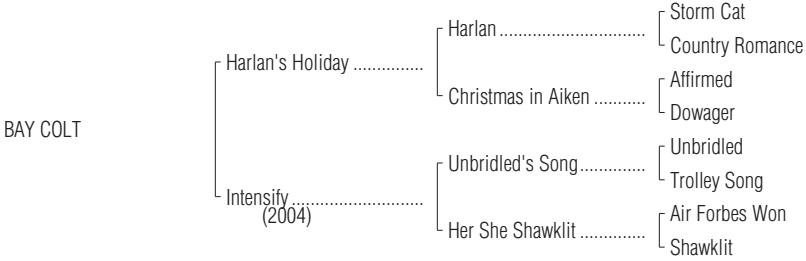 Storm Cat
Harlan ..............................
Country Romance
Harlan's Holiday ...............
Affirmed
Christmas in Aiken ...........
Dowager
BAY COLT
Unbridled
Unbridled's Song..............
Trolley Song
Intensify ............................
(2004)
Air Forbes Won
Her She Shawklit ..............
Shawklit